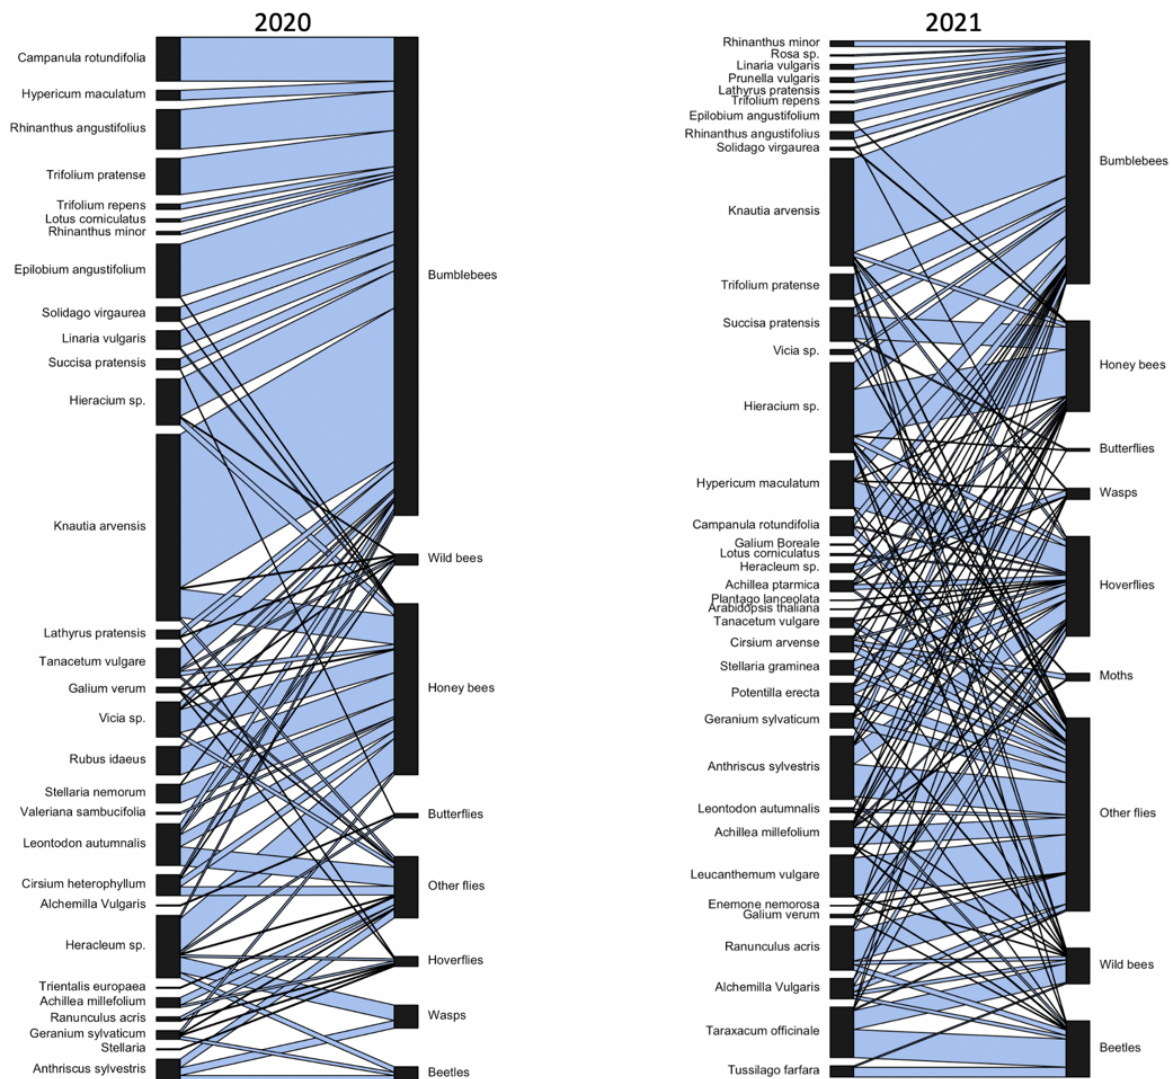 2020
Campanula rotundifolia
Hypericum maculatum
Rhinanthus angustifolius
Trifolium pratense
Trifolium repens
Lotus corniculatus
Rhinanthus minor
Epilobium angustifolium
Solidago virgaurea
Linaria vulgaris
Succisa pratensis
Hieracium sp.
Knautia arvensis
Lathyrus pratensis
Tanacetum vulgare
Galium verum
Vicia sp.
Rubus idaeus
Stellaria nemorum
Valeriana sambucifolia
Leontodon autumnalis
Cirsium heterophyllum
Alchemilla Vulgaris
Heracleum sp.
Trientalis europaea
Achillea millefolium
Ranunculus acris
Geranium sylvaticum
Stellaria
Anthriscus sylvestris
Bumblebees
Wild bees
Honey bees
Butterflies
Other flies
Hoverflies
Wasps
Beetles
2021
Rhinanthus minor
Rosa sp.
Linaria vulgaris
Prunella vulgaris
Lathyrus pratensis
Trifolium repens
Epilobium angustifolium
Rhinanthus angustifolius
Solidago virgaurea
Knautia arvensis
Trifolium pratense
Succisa pratensis
Vicia sp.
Hieracium sp.
Hypericum maculatum
Campanula rotundifolia
Galium Boreale
Lotus corniculatus
Heracleum sp.
Achillea ptarmica
Plantago lanceolata
Arabidopsis thaliana
Tanacetum vulgare
Cirsium arvense
Stellaria graminea
Potentilla erecta
Geranium sylvaticum
Anthriscus sylvestris
Leontodon autumnalis
Achillea millefolium
Leucanthemum vulgare
Enemone nemorosa
Galium verum
Ranunculus acris
Alchemilla Vulgaris
Taraxacum officinale
Tussilago farfara
Bumblebees
Honey bees
Butterflies
Wasps
Hoverflies
Moths
Other flies
Wild bees
Beetles